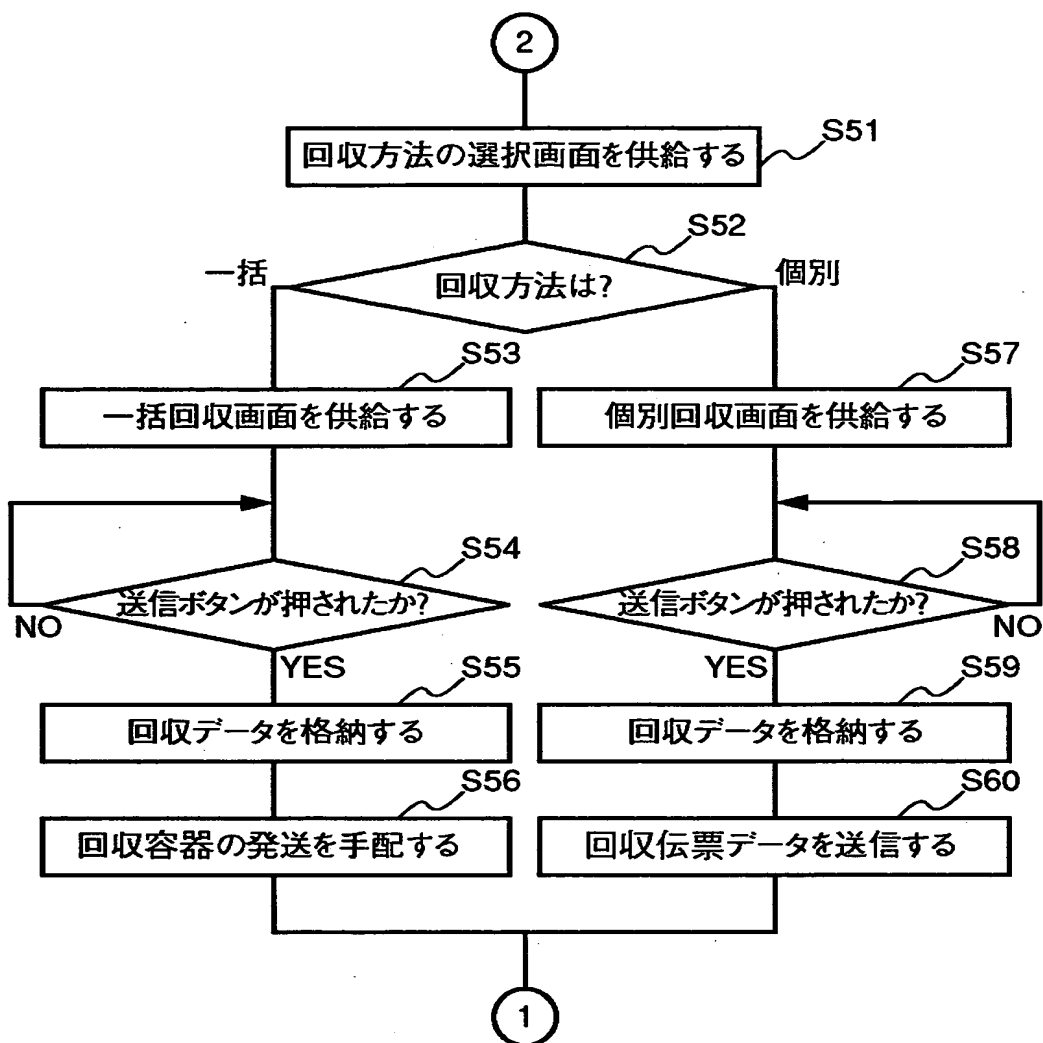 2
S51
回収方法の選択画面を供給する
S52
一括
回収方法は?
個別
S53
一括回収画面を供給する
S57
個別回収画面を供給する
S54
送信ボタンが押されたか?
NO
YES
S58
送信ボタンが押されたか?
NO
YES
S55
回収データを格納する
S59
回収データを格納する
S56
回収容器の発送を手配する
S60
回収伝票データを送信する
1